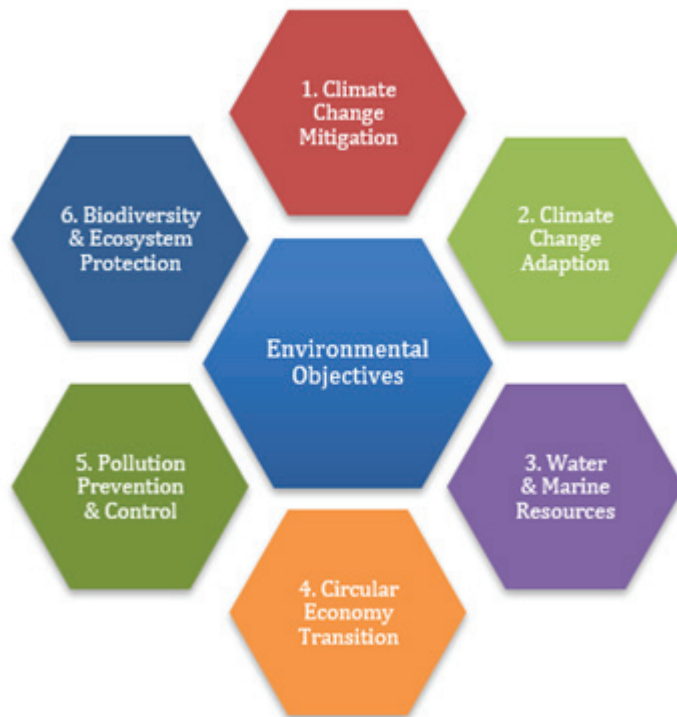 1. Climate
Change
Mitigation
2. Climate
Change
Adaption
3. Water
& Marine
Resources
4. Circular
Economy
Transition
5. Pollution
Prevention
& Control
6. Biodiversity
& Ecosystem
Protection
Environmental
Objectives